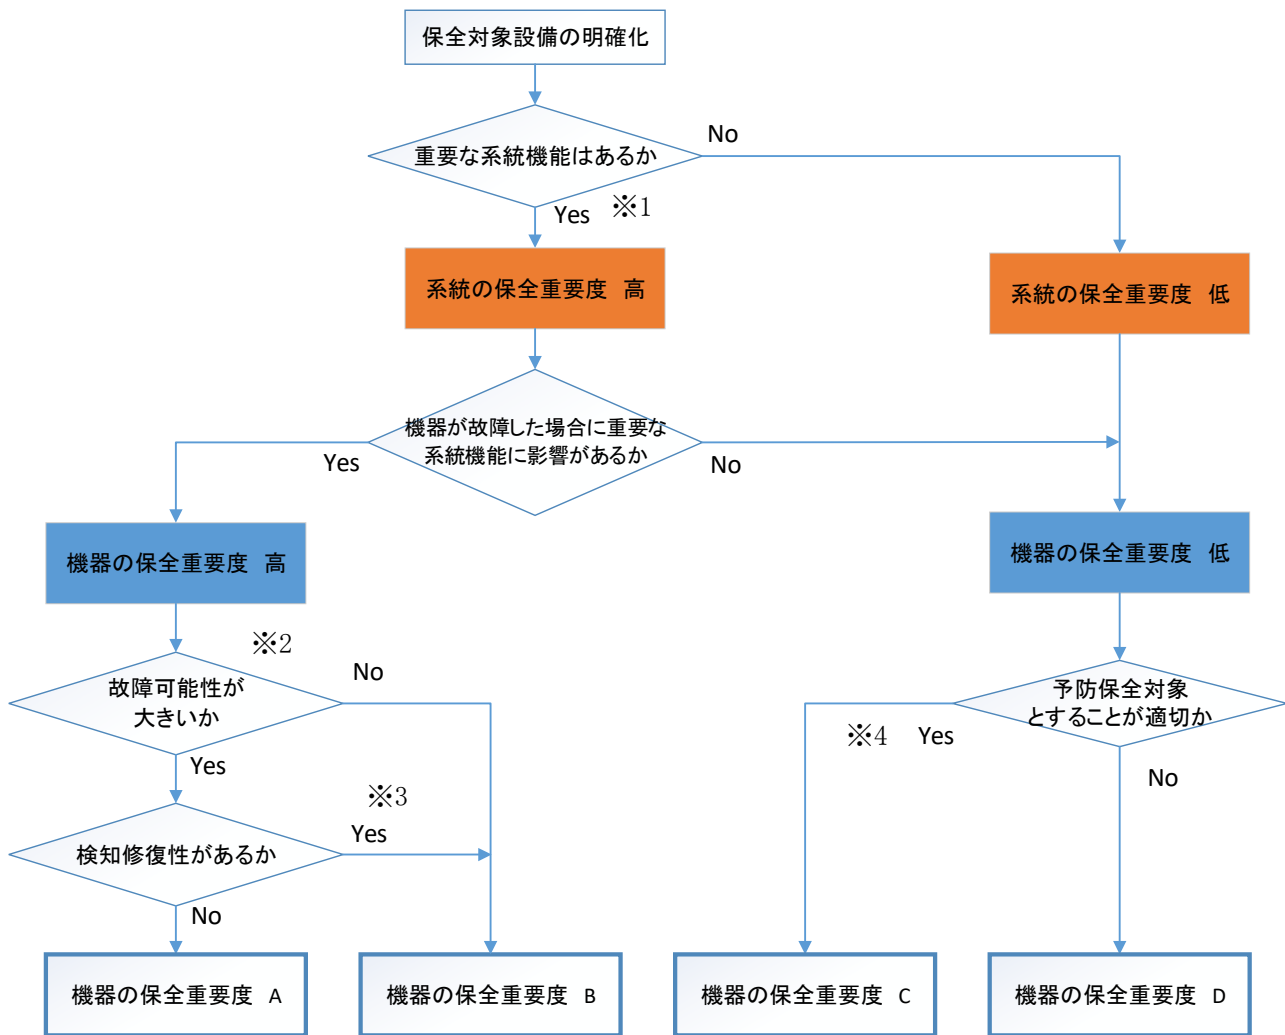 保全対象設備の明確化
重要な系統機能はあるか
No
Yes ※1
系統の保全重要度 高
系統の保全重要度 低
機器が故障した場合に重要な
系統機能に影響があるか
Yes
No
機器の保全重要度 高
機器の保全重要度 低
※2
故障可能性が
大きいか
No
Yes
予防保全対象
とすることが適切か
※4 Yes
No
※3
検知修復性があるか
Yes
No
機器の保全重要度 A
機器の保全重要度 B
機器の保全重要度 C
機器の保全重要度 D